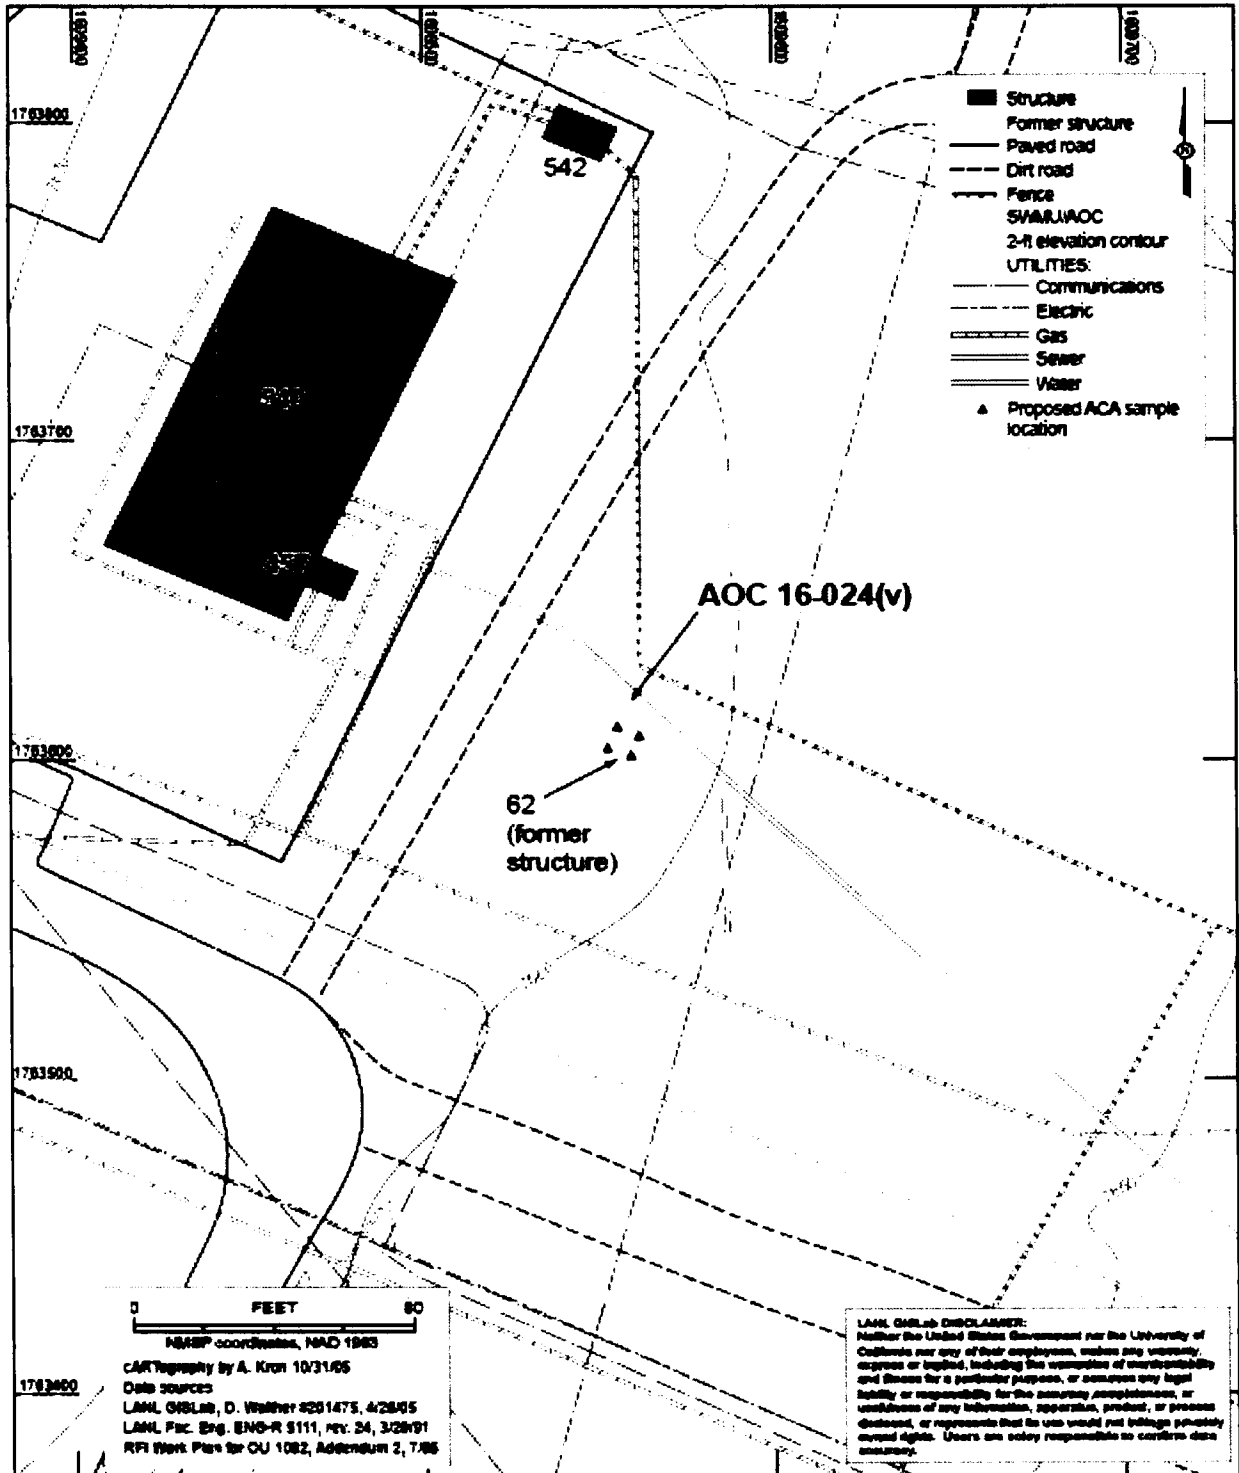 1763800
542
Structure
Former structure
Paved road
Dirt road
Fence
SWMU/AOC
2-ft elevation contour
UTILITIES:
Communications
Electric
Gas
Sewer
Water
Proposed ACA sample
location
1763700
AOC 16-024(v)
1763600
62
(former
structure)
1763500
0 FEET 80
NMSP coordinates, NAD 1983
cARTography by A. Kron 10/31/05
Data sources
LANL GISLab, D. Walther #201475, 4/26/05
LANL Fac. Eng. ENG-R 5111, rev. 24, 3/28/91
RFI Work Plan for OU 1082, Addendum 2, 7/95
1763400
LANL GISLab DISCLAIMER:
Neither the United States Government nor the University of
California nor any of their employees, makes any warranty,
express or implied, including the warranties of merchantability
and fitness for a particular purpose, or assumes any legal
liability or responsibility for the accuracy, completeness, or
usefulness of any information, apparatus, product, or process
disclosed, or represents that its use would not infringe privately
owned rights. Users are solely responsible to confirm data
accuracy.